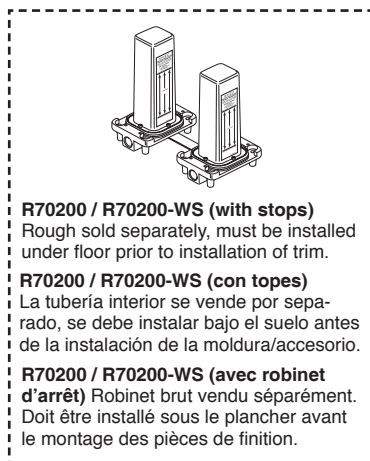 R70200 / R70200-WS (with stops)
Rough sold separately, must be installed
under floor prior to installation of trim.
R70200 / R70200-WS (con topes)
La tubería interior se vende por sepa-
rado, se debe instalar bajo el suelo antes
de la instalación de la moldura/accesorio.
R70200 / R70200-WS (avec robinet
d'arrêt) Robinet brut vendu séparément.
Doit être installé sous le plancher avant
le montage des pièces de finition.